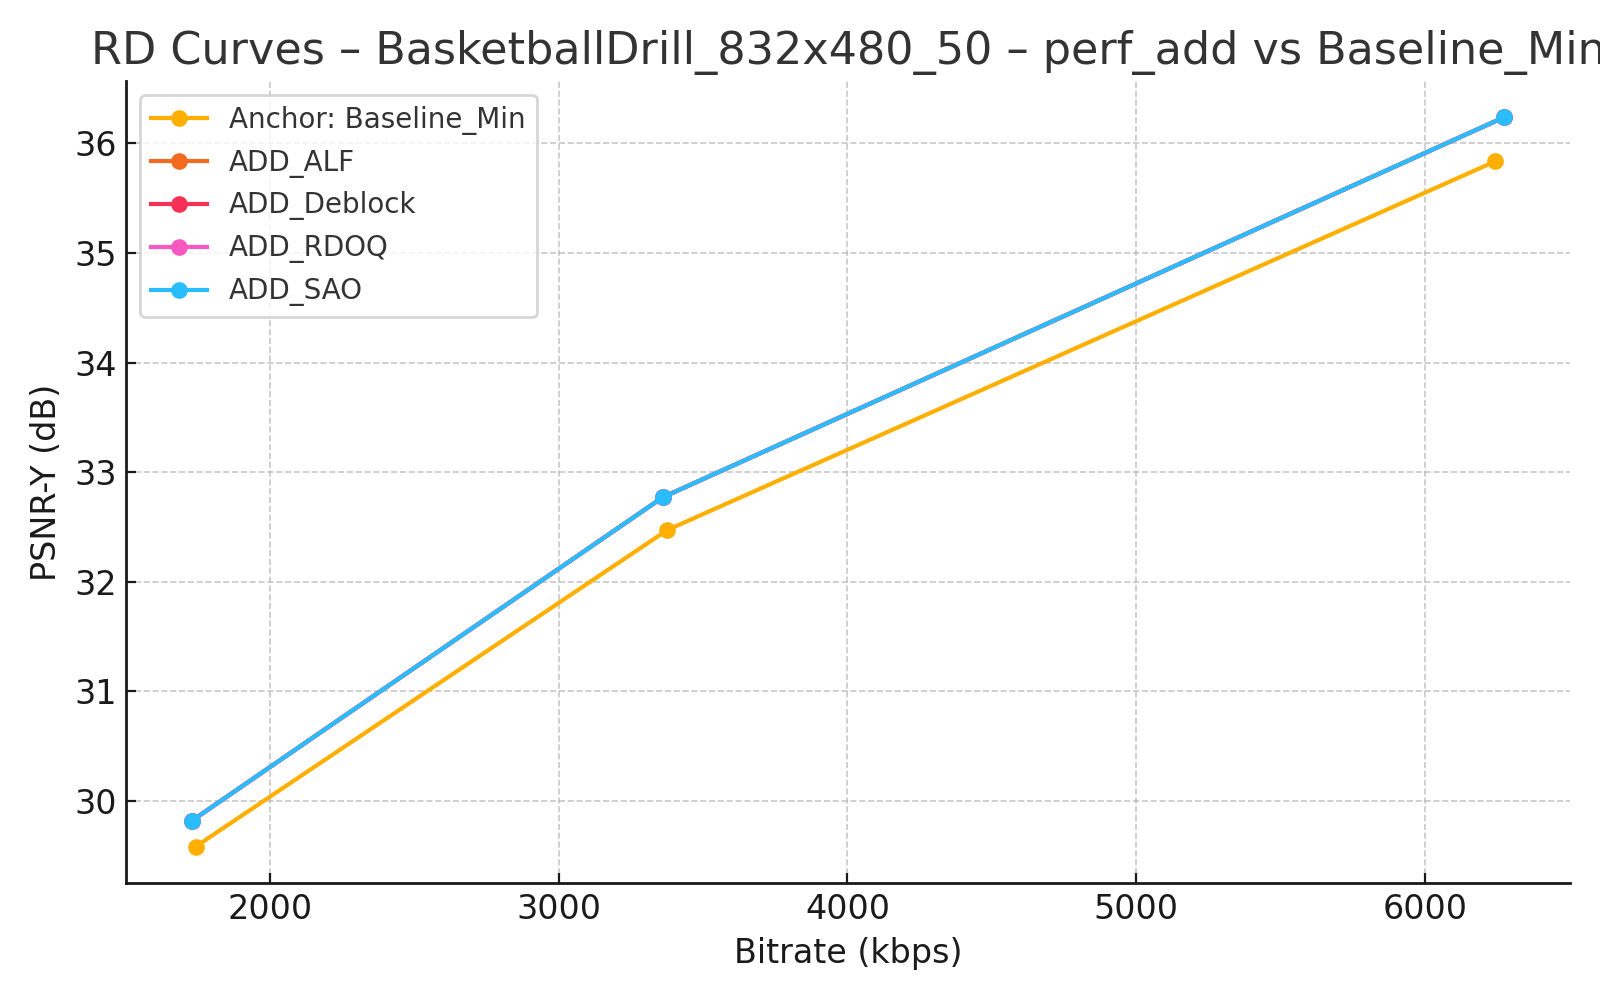 RD Curves – BasketballDrill_832x480_50 – perf_add vs Baseline_Min
Anchor: Baseline_Min
ADD_ALF
ADD_Deblock
ADD_RDOQ
ADD_SAO
PSNR-Y (dB)
36
35
34
33
32
31
30
2000 3000 4000 5000 6000
Bitrate (kbps)